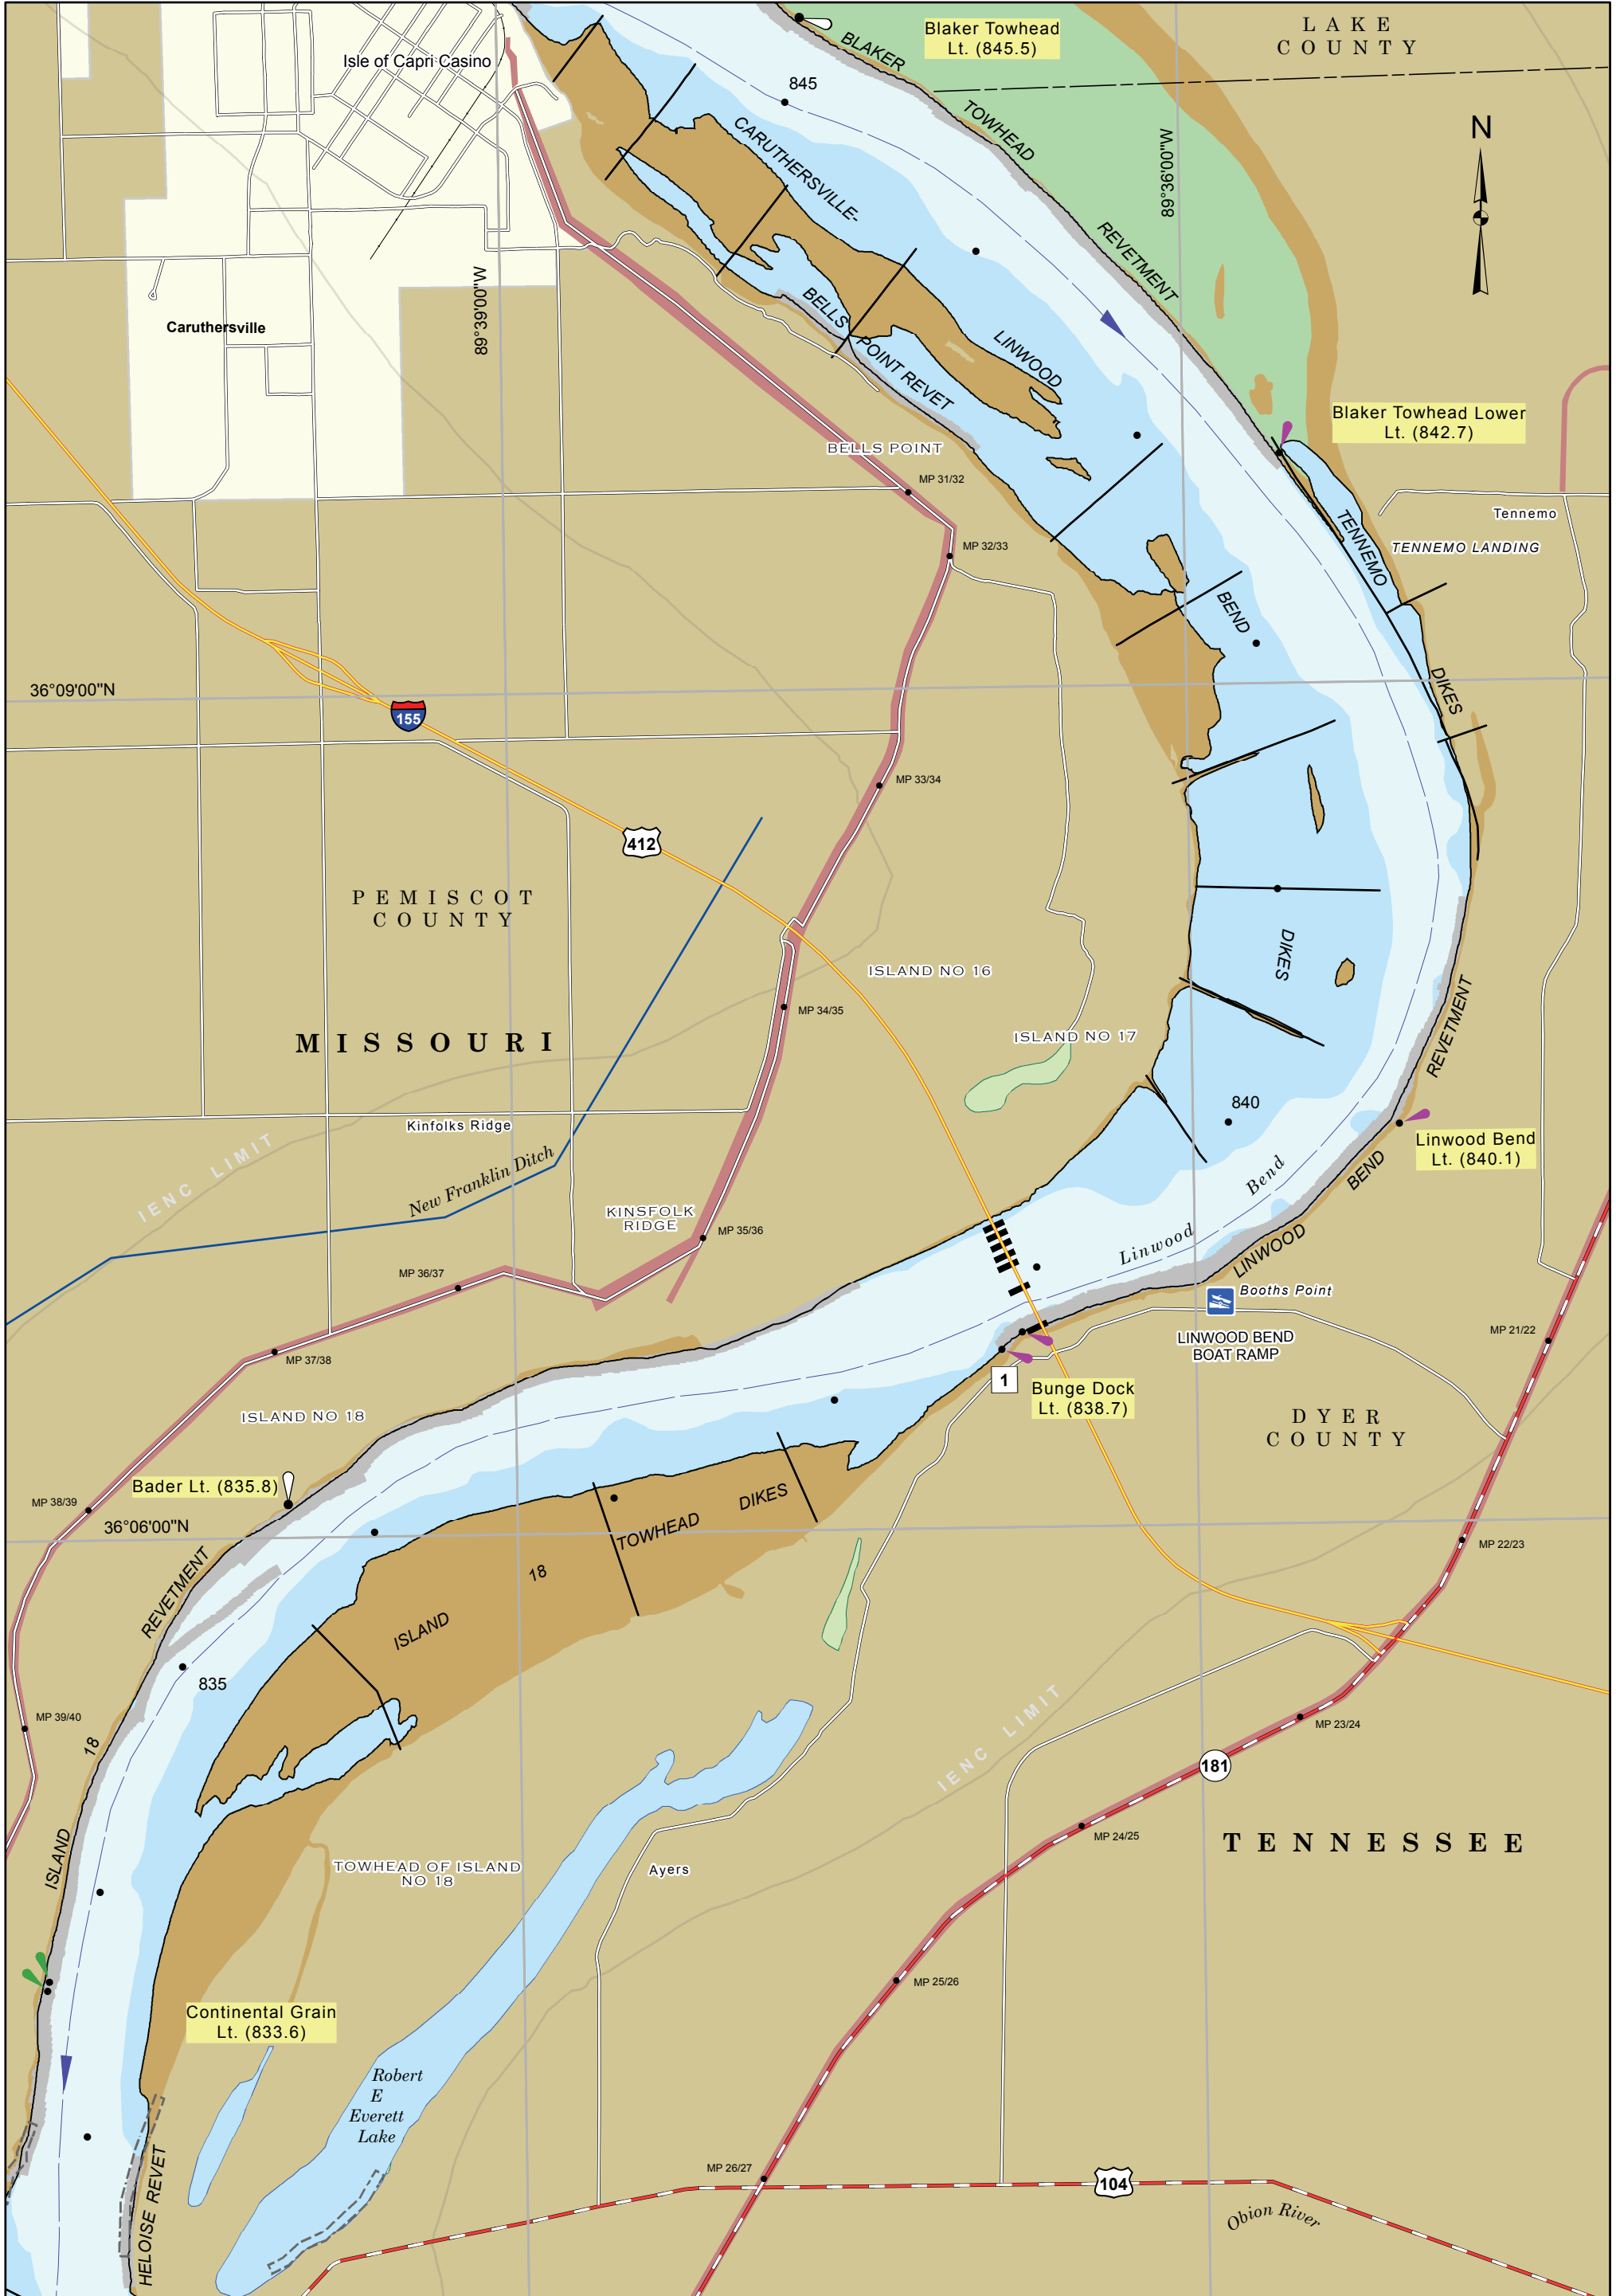 LAKE
COUNTY
Blaker Towhead
Lt. (845.5)
BLAKER
TOWHEAD
REVETMENT
Isle of Capri Casino
845
N
CARUTHERSVILLE-
LINWOOD
BEND
DIKES
89°36'00"W
89°39'00"W
Caruthersville
BELLS
POINT REVET
BELLS POINT
Blaker Towhead Lower
Lt. (842.7)
MP 31/32
MP 32/33
Tennemo
TENNEMO LANDING
TENNEMO
DIKES
36°09'00"N
155
MP 33/34
412
PEMISCOT
COUNTY
ISLAND NO 16
MP 34/35
MISSOURI
ISLAND NO 17
840
REVETMENT
BEND
LINWOOD
Kinfolks Ridge
Linwood Bend
Lt. (840.1)
IENC LIMIT
New Franklin Ditch
KINSFOLK
RIDGE
MP 35/36
Linwood
Bend
MP 36/37
Booths Point
LINWOOD BEND
BOAT RAMP
MP 21/22
MP 37/38
1
Bunge Dock
Lt. (838.7)
ISLAND NO 18
DYER
COUNTY
Bader Lt. (835.8)
MP 38/39
36°06'00"N
MP 22/23
ISLAND
18
TOWHEAD
DIKES
REVETMENT
18
ISLAND
835
MP 39/40
IENC LIMIT
MP 23/24
181
MP 24/25
TENNESSEE
TOWHEAD OF ISLAND
NO 18
Ayers
MP 25/26
Continental Grain
Lt. (833.6)
Robert
E
Everett
Lake
HELOISE REVET
MP 26/27
104
Obion River